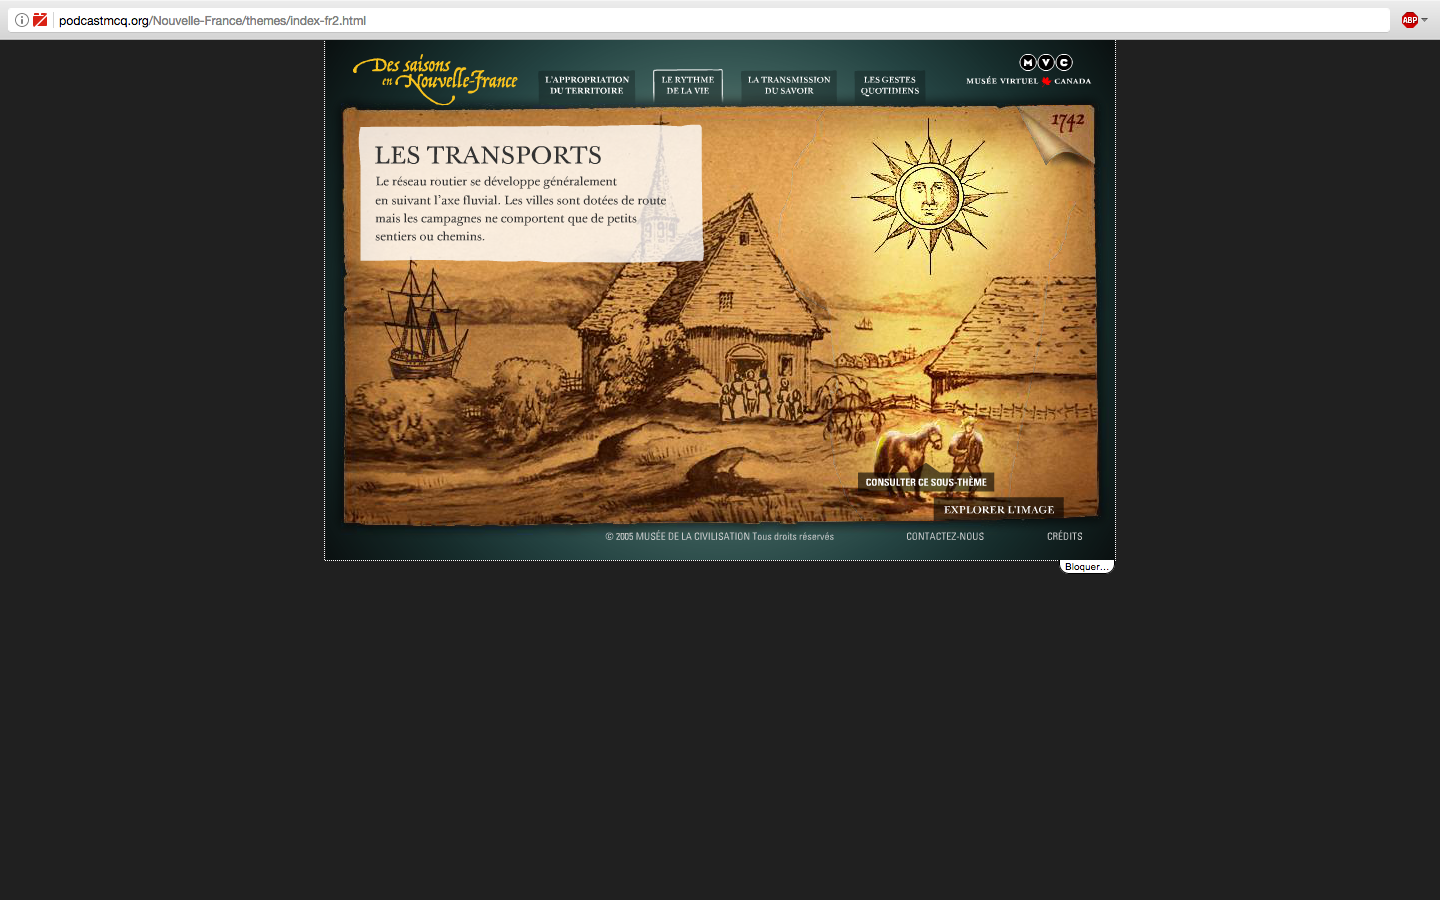 podcastmcq.org/Nouvelle-France/themes/index-fr2.html
ABP
Des saisons
en Nouvelle-France
L'APPROPRIATION
DU TERRITOIRE
LE RYTHME
DE LA VIE
LA TRANSMISSION
DU SAVOIR
LES GESTES
QUOTIDIENS
M V C
MUSÉE VIRTUEL CANADA
1742
LES TRANSPORTS
Le réseau routier se développe généralement
en suivant l'axe fluvial. Les villes sont dotées de route
mais les campagnes ne comportent que de petits
sentiers ou chemins.
CONSULTER CE SOUS-THÈME
EXPLORER L'IMAGE
© 2005 MUSÉE DE LA CIVILISATION Tous droits réservés
CONTACTEZ-NOUS
CRÉDITS
Bloquer...